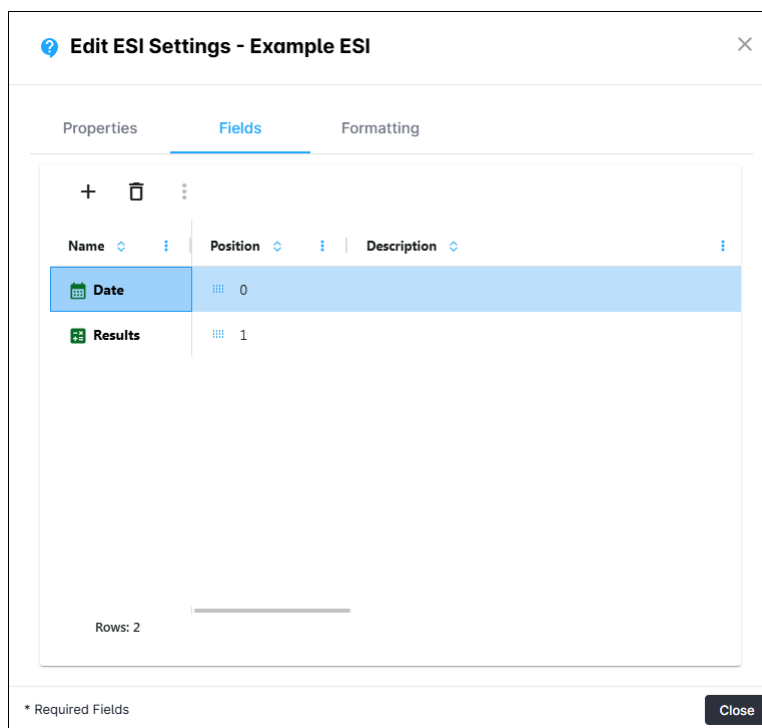 Edit ESI Settings - Example ESI
Properties Fields Formatting
Name Position Description
Date 0
Results 1
Rows: 2
* Required Fields Close